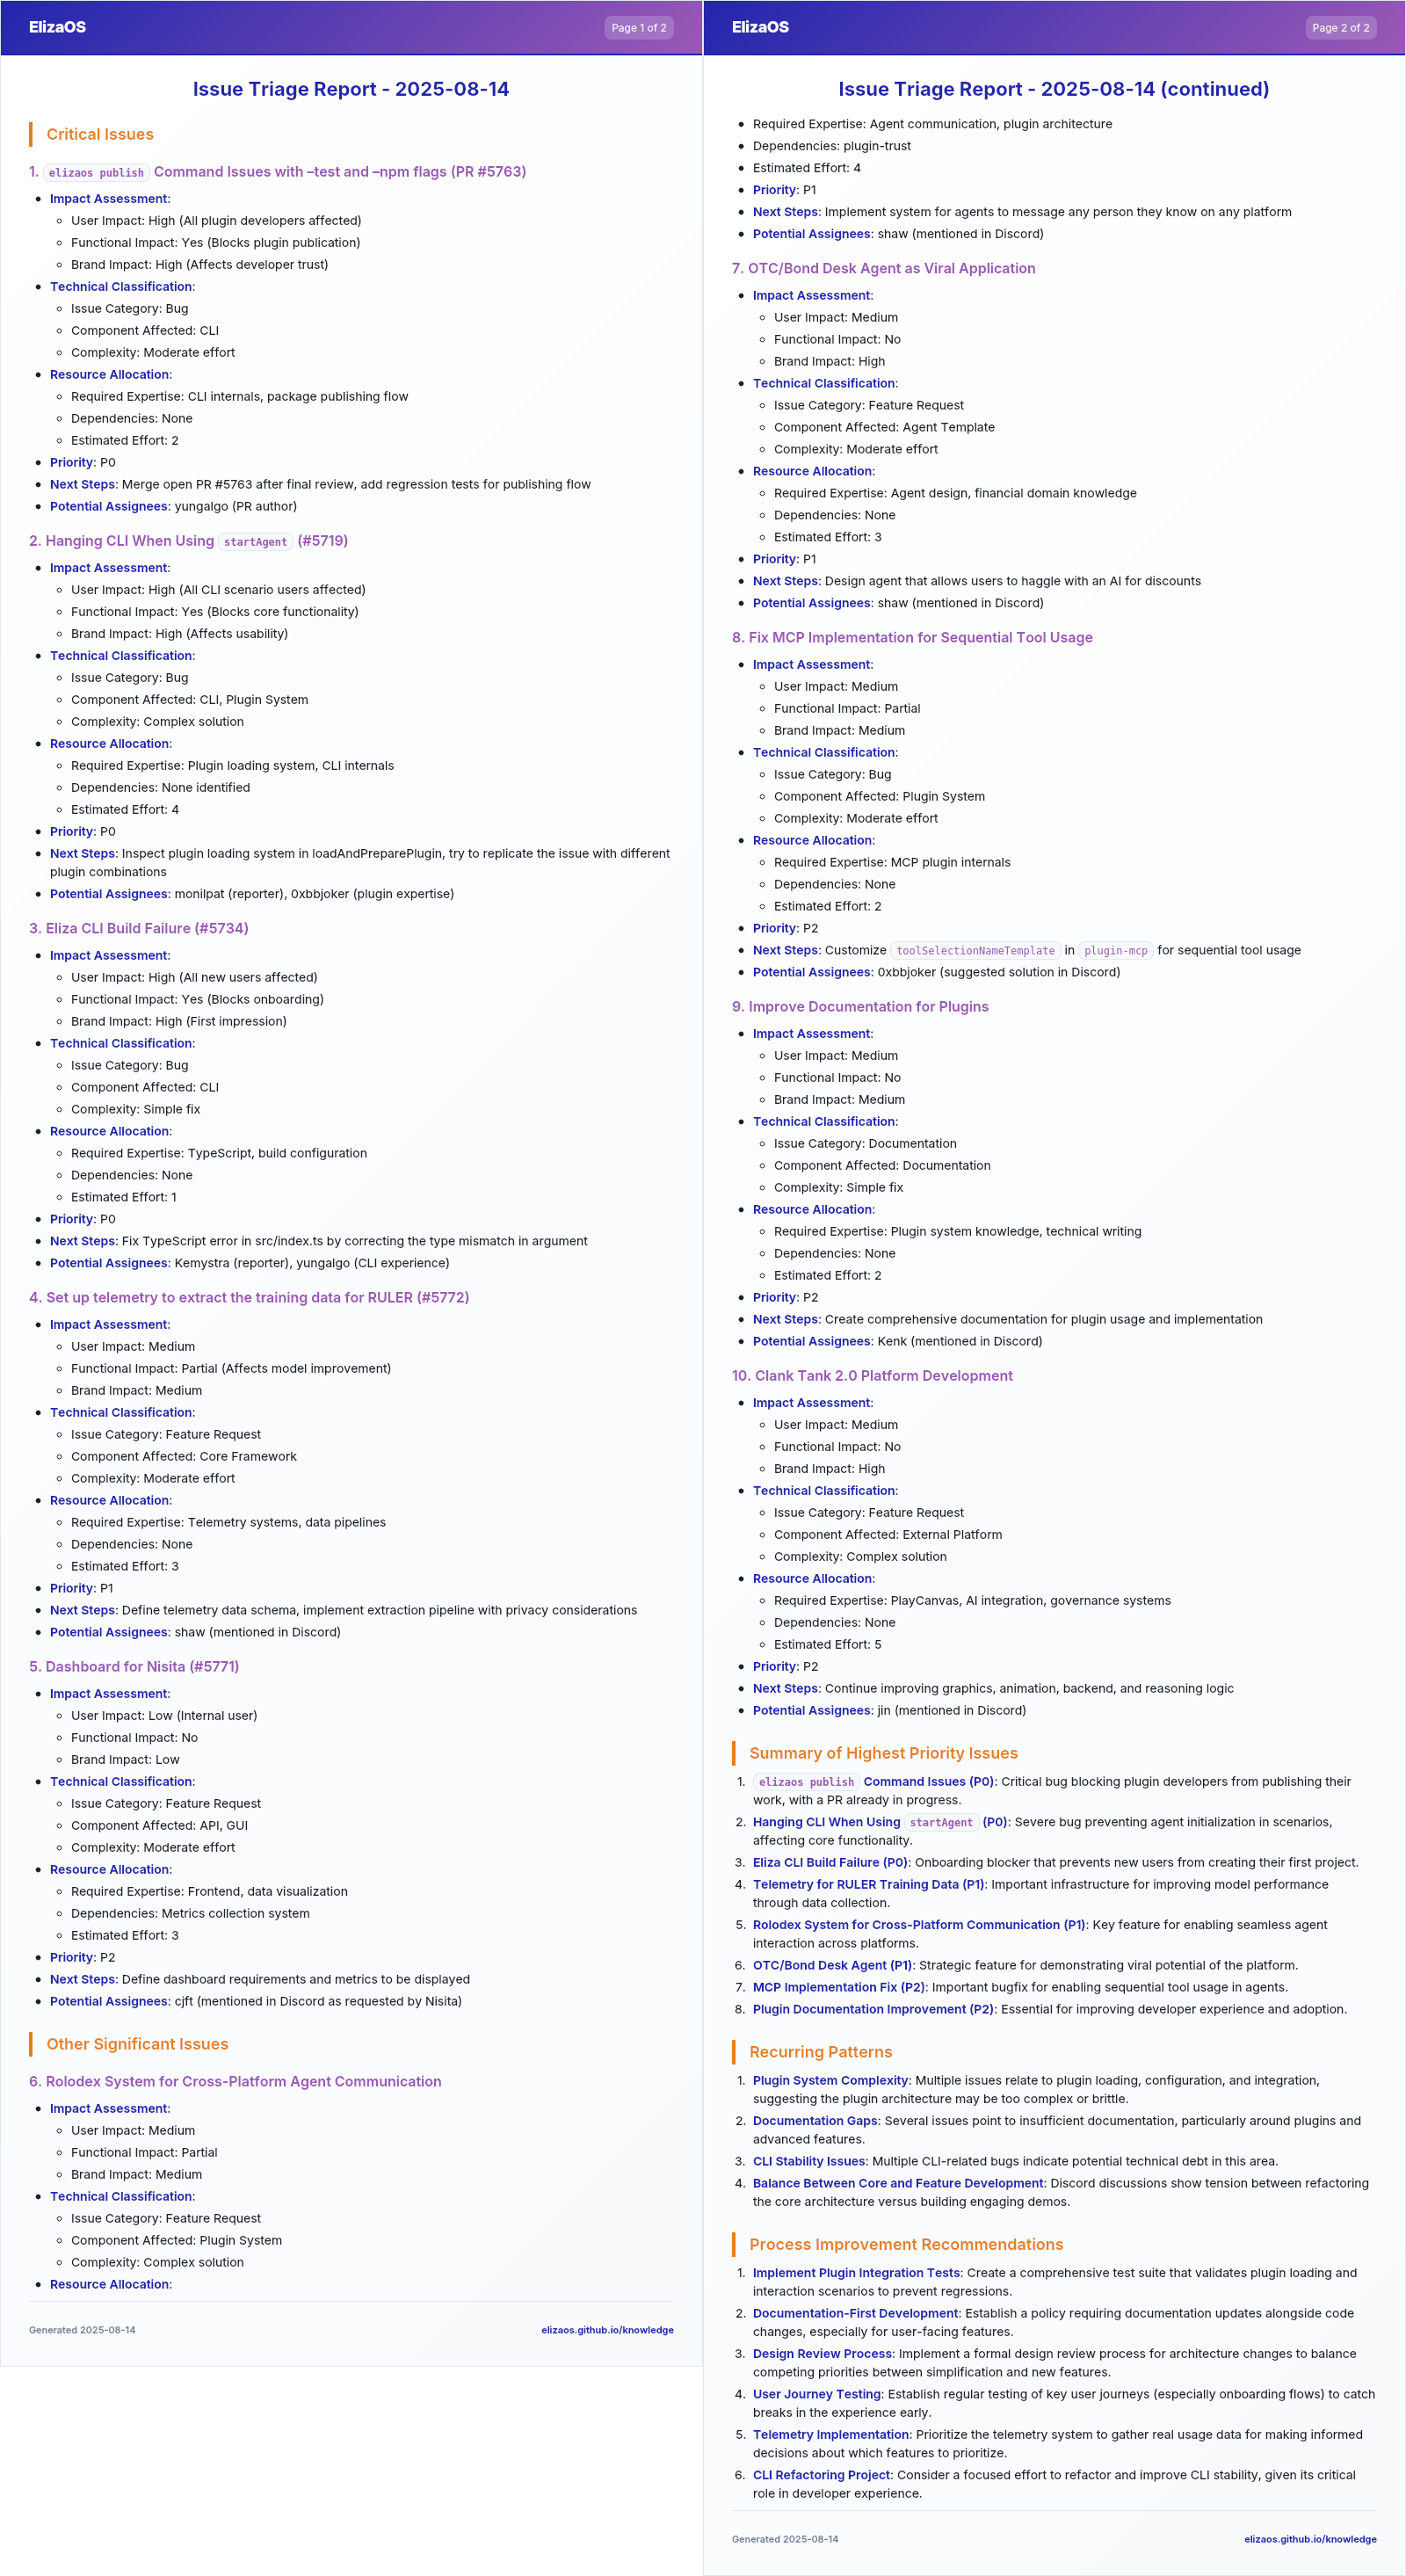 ElizaOS
Page 1 of 2
Issue Triage Report - 2025-08-14
Critical Issues
1. elizaos publish Command Issues with –test and –npm flags (PR #5763)
• Impact Assessment:
◦ User Impact: High (All plugin developers affected)
◦ Functional Impact: Yes (Blocks plugin publication)
◦ Brand Impact: High (Affects developer trust)
• Technical Classification:
◦ Issue Category: Bug
◦ Component Affected: CLI
◦ Complexity: Moderate effort
• Resource Allocation:
◦ Required Expertise: CLI internals, package publishing flow
◦ Dependencies: None
◦ Estimated Effort: 2
• Priority: P0
• Next Steps: Merge open PR #5763 after final review, add regression tests for publishing flow
• Potential Assignees: yungalgo (PR author)
2. Hanging CLI When Using startAgent (#5719)
• Impact Assessment:
◦ User Impact: High (All CLI scenario users affected)
◦ Functional Impact: Yes (Blocks core functionality)
◦ Brand Impact: High (Affects usability)
• Technical Classification:
◦ Issue Category: Bug
◦ Component Affected: CLI, Plugin System
◦ Complexity: Complex solution
• Resource Allocation:
◦ Required Expertise: Plugin loading system, CLI internals
◦ Dependencies: None identified
◦ Estimated Effort: 4
• Priority: P0
• Next Steps: Inspect plugin loading system in loadAndPreparePlugin, try to replicate the issue with different
plugin combinations
• Potential Assignees: monilpat (reporter), 0xbbjoker (plugin expertise)
3. Eliza CLI Build Failure (#5734)
• Impact Assessment:
◦ User Impact: High (All new users affected)
◦ Functional Impact: Yes (Blocks onboarding)
◦ Brand Impact: High (First impression)
• Technical Classification:
◦ Issue Category: Bug
◦ Component Affected: CLI
◦ Complexity: Simple fix
• Resource Allocation:
◦ Required Expertise: TypeScript, build configuration
◦ Dependencies: None
◦ Estimated Effort: 1
• Priority: P0
• Next Steps: Fix TypeScript error in src/index.ts by correcting the type mismatch in argument
• Potential Assignees: Kemystra (reporter), yungalgo (CLI experience)
4. Set up telemetry to extract the training data for RULER (#5772)
• Impact Assessment:
◦ User Impact: Medium
◦ Functional Impact: Partial (Affects model improvement)
◦ Brand Impact: Medium
• Technical Classification:
◦ Issue Category: Feature Request
◦ Component Affected: Core Framework
◦ Complexity: Moderate effort
• Resource Allocation:
◦ Required Expertise: Telemetry systems, data pipelines
◦ Dependencies: None
◦ Estimated Effort: 3
• Priority: P1
• Next Steps: Define telemetry data schema, implement extraction pipeline with privacy considerations
• Potential Assignees: shaw (mentioned in Discord)
5. Dashboard for Nisita (#5771)
• Impact Assessment:
◦ User Impact: Low (Internal user)
◦ Functional Impact: No
◦ Brand Impact: Low
• Technical Classification:
◦ Issue Category: Feature Request
◦ Component Affected: API, GUI
◦ Complexity: Moderate effort
• Resource Allocation:
◦ Required Expertise: Frontend, data visualization
◦ Dependencies: Metrics collection system
◦ Estimated Effort: 3
• Priority: P2
• Next Steps: Define dashboard requirements and metrics to be displayed
• Potential Assignees: cjft (mentioned in Discord as requested by Nisita)
Other Significant Issues
6. Rolodex System for Cross-Platform Agent Communication
• Impact Assessment:
◦ User Impact: Medium
◦ Functional Impact: Partial
◦ Brand Impact: Medium
• Technical Classification:
◦ Issue Category: Feature Request
◦ Component Affected: Plugin System
◦ Complexity: Complex solution
• Resource Allocation:
Generated 2025-08-14
elizaos.github.io/knowledge
ElizaOS
Page 2 of 2
Issue Triage Report - 2025-08-14 (continued)
• Required Expertise: Agent communication, plugin architecture
• Dependencies: plugin-trust
• Estimated Effort: 4
• Priority: P1
• Next Steps: Implement system for agents to message any person they know on any platform
• Potential Assignees: shaw (mentioned in Discord)
7. OTC/Bond Desk Agent as Viral Application
• Impact Assessment:
◦ User Impact: Medium
◦ Functional Impact: No
◦ Brand Impact: High
• Technical Classification:
◦ Issue Category: Feature Request
◦ Component Affected: Agent Template
◦ Complexity: Moderate effort
• Resource Allocation:
◦ Required Expertise: Agent design, financial domain knowledge
◦ Dependencies: None
◦ Estimated Effort: 3
• Priority: P1
• Next Steps: Design agent that allows users to haggle with an AI for discounts
• Potential Assignees: shaw (mentioned in Discord)
8. Fix MCP Implementation for Sequential Tool Usage
• Impact Assessment:
◦ User Impact: Medium
◦ Functional Impact: Partial
◦ Brand Impact: Medium
• Technical Classification:
◦ Issue Category: Bug
◦ Component Affected: Plugin System
◦ Complexity: Moderate effort
• Resource Allocation:
◦ Required Expertise: MCP plugin internals
◦ Dependencies: None
◦ Estimated Effort: 2
• Priority: P2
• Next Steps: Customize toolSelectionNameTemplate in plugin-mcp for sequential tool usage
• Potential Assignees: 0xbbjoker (suggested solution in Discord)
9. Improve Documentation for Plugins
• Impact Assessment:
◦ User Impact: Medium
◦ Functional Impact: No
◦ Brand Impact: Medium
• Technical Classification:
◦ Issue Category: Documentation
◦ Component Affected: Documentation
◦ Complexity: Simple fix
• Resource Allocation:
◦ Required Expertise: Plugin system knowledge, technical writing
◦ Dependencies: None
◦ Estimated Effort: 2
• Priority: P2
• Next Steps: Create comprehensive documentation for plugin usage and implementation
• Potential Assignees: Kenk (mentioned in Discord)
10. Clank Tank 2.0 Platform Development
• Impact Assessment:
◦ User Impact: Medium
◦ Functional Impact: No
◦ Brand Impact: High
• Technical Classification:
◦ Issue Category: Feature Request
◦ Component Affected: External Platform
◦ Complexity: Complex solution
• Resource Allocation:
◦ Required Expertise: PlayCanvas, AI integration, governance systems
◦ Dependencies: None
◦ Estimated Effort: 5
• Priority: P2
• Next Steps: Continue improving graphics, animation, backend, and reasoning logic
• Potential Assignees: jin (mentioned in Discord)
Summary of Highest Priority Issues
1. elizaos publish Command Issues (P0): Critical bug blocking plugin developers from publishing their
work, with a PR already in progress.
2. Hanging CLI When Using startAgent (P0): Severe bug preventing agent initialization in scenarios,
affecting core functionality.
3. Eliza CLI Build Failure (P0): Onboarding blocker that prevents new users from creating their first project.
4. Telemetry for RULER Training Data (P1): Important infrastructure for improving model performance
through data collection.
5. Rolodex System for Cross-Platform Communication (P1): Key feature for enabling seamless agent
interaction across platforms.
6. OTC/Bond Desk Agent (P1): Strategic feature for demonstrating viral potential of the platform.
7. MCP Implementation Fix (P2): Important bugfix for enabling sequential tool usage in agents.
8. Plugin Documentation Improvement (P2): Essential for improving developer experience and adoption.
Recurring Patterns
1. Plugin System Complexity: Multiple issues relate to plugin loading, configuration, and integration,
suggesting the plugin architecture may be too complex or brittle.
2. Documentation Gaps: Several issues point to insufficient documentation, particularly around plugins and
advanced features.
3. CLI Stability Issues: Multiple CLI-related bugs indicate potential technical debt in this area.
4. Balance Between Core and Feature Development: Discord discussions show tension between refactoring
the core architecture versus building engaging demos.
Process Improvement Recommendations
1. Implement Plugin Integration Tests: Create a comprehensive test suite that validates plugin loading and
interaction scenarios to prevent regressions.
2. Documentation-First Development: Establish a policy requiring documentation updates alongside code
changes, especially for user-facing features.
3. Design Review Process: Implement a formal design review process for architecture changes to balance
competing priorities between simplification and new features.
4. User Journey Testing: Establish regular testing of key user journeys (especially onboarding flows) to catch
breaks in the experience early.
5. Telemetry Implementation: Prioritize the telemetry system to gather real usage data for making informed
decisions about which features to prioritize.
6. CLI Refactoring Project: Consider a focused effort to refactor and improve CLI stability, given its critical
role in developer experience.
Generated 2025-08-14
elizaos.github.io/knowledge